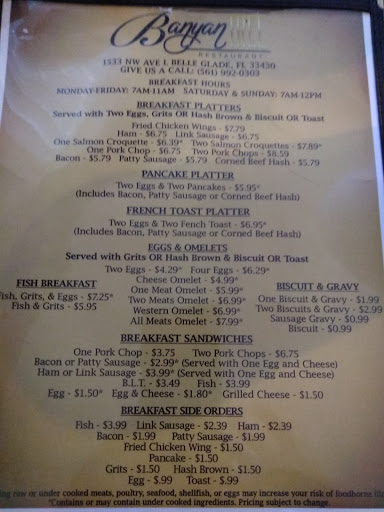 Banyan TREE
RESTAURANT
1533 NW AVE L BELLE GLADE, FL 33430
GIVE US A CALL: (561) 992-0303
BREAKFAST HOURS
MONDAY-FRIDAY: 7AM-11AM SATURDAY & SUNDAY: 7AM-12PM
BREAKFAST PLATTERS
Served with Two Eggs, Grits OR Hash Brown & Biscuit OR Toast
Fried Chicken Wings - $7.79
Ham - $6.75 Link Sausage - $6.75
One Salmon Croquette - $6.39* Two Salmon Croquettes - $7.89*
One Pork Chop - $6.75 Two Pork Chops - $8.59
Bacon - $5.79 Patty Sausage - $5.79 Corned Beef Hash - $5.79
PANCAKE PLATTER
Two Eggs & Two Pancakes - $5.95*
(Includes Bacon, Patty Sausage or Corned Beef Hash)
FRENCH TOAST PLATTER
Two Eggs & Two Fench Toast - $6.95*
(Includes Bacon, Patty Sausage or Corned Beef Hash)
EGGS & OMELETS
Served with Grits OR Hash Brown & Biscuit OR Toast
Two Eggs - $4.29* Four Eggs - $6.29*
Cheese Omelet - $4.99*
One Meat Omelet - $5.99*
Two Meats Omelet - $6.99*
Western Omelet - $6.99*
All Meats Omelet - $7.99*
FISH BREAKFAST
Fish, Grits, & Eggs - $7.25*
Fish & Grits - $5.95
BISCUIT & GRAVY
One Biscuit & Gravy - $1.99
Two Biscuits & Gravy - $2.99
Sausage Gravy - $0.99
Biscuit - $0.99
BREAKFAST SANDWICHES
One Pork Chop - $3.75 Two Pork Chops - $6.75
Bacon or Patty Sausage - $2.99* (Served with One Egg and Cheese)
Ham or Link Sausage - $3.99* (Served with One Egg and Cheese)
B.L.T. - $3.49 Fish - $3.99
Egg - $1.50* Egg & Cheese - $1.80* Grilled Cheese - $1.50
BREAKFAST SIDE ORDERS
Fish - $3.99 Link Sausage - $2.39 Ham - $2.39
Bacon - $1.99 Patty Sausage - $1.99
Fried Chicken Wing - $1.50
Pancake - $1.50
Grits - $1.50 Hash Brown - $1.50
Egg - $.99 Toast - $.99
raw or under cooked meats, poultry, seafood, shellfish, or eggs may increase your risk of foodborne
*Contains or may contain under cooked ingredients. Pricing subject to change.